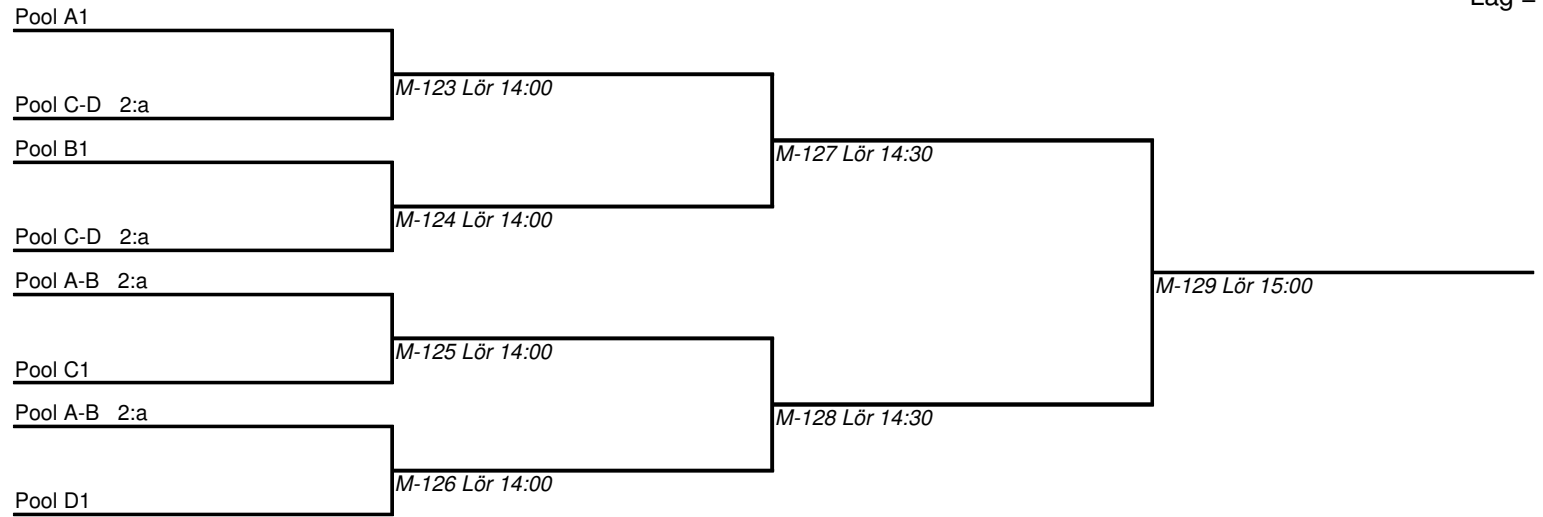 Lag =
Pool A1
M-123 Lör 14:00
Pool C-D 2:a
Pool B1
M-127 Lör 14:30
M-124 Lör 14:00
Pool C-D 2:a
Pool A-B 2:a
M-129 Lör 15:00
M-125 Lör 14:00
Pool C1
Pool A-B 2:a
M-128 Lör 14:30
M-126 Lör 14:00
Pool D1